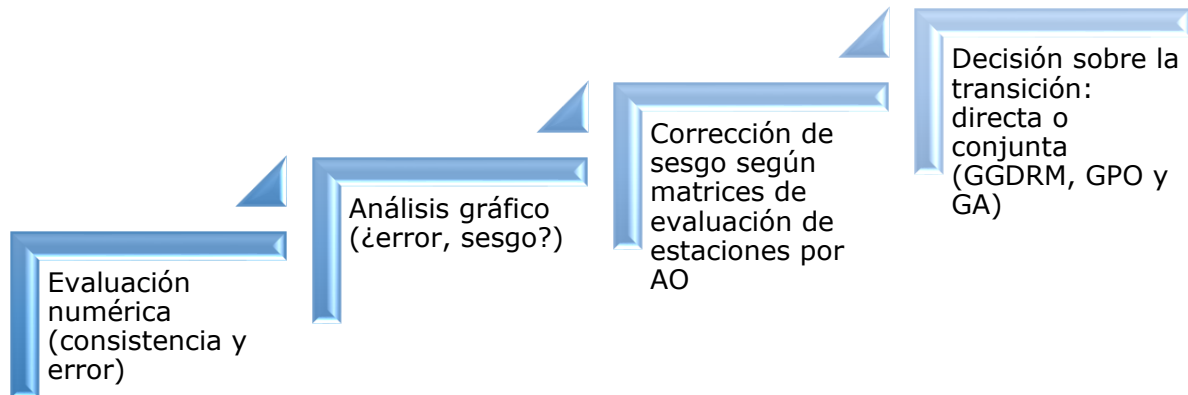 Evaluación
numérica
(consistencia y
error)
Análisis gráfico
(¿error, sesgo?)
Corrección de
sesgo según
matrices de
evaluación de
estaciones por
AO
Decisión sobre la
transición:
directa o
conjunta
(GGDRM, GPO y
GA)